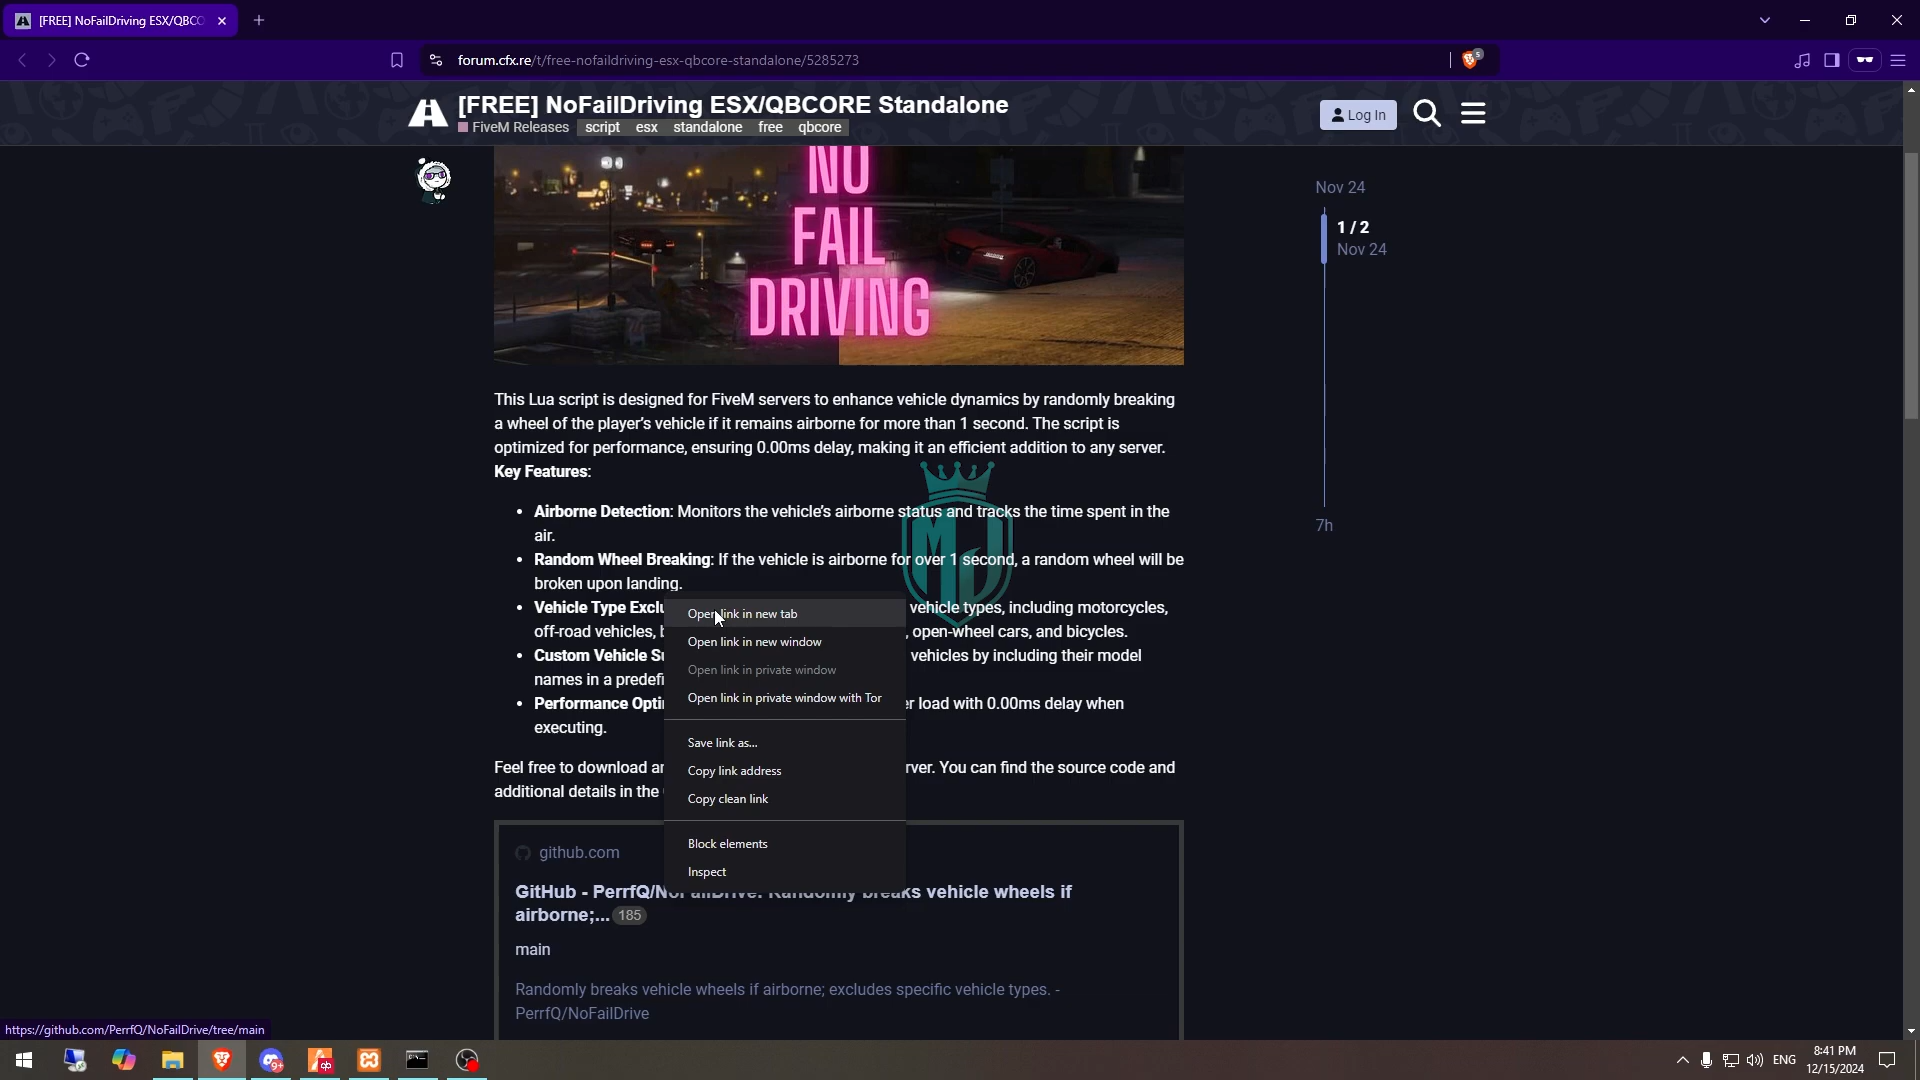 [FREE] NoFailDriving ESX/QBCO
forum.cfx.re/t/free-nofaildriving-esx-qbcore-standalone/5285273
5
[FREE] NoFailDriving ESX/QBCORE Standalone
FiveM Releases script esx standalone free qbcore
Log In
NO
FAIL
DRIVING
Nov 24
1 / 2
Nov 24
7h
This Lua script is designed for FiveM servers to enhance vehicle dynamics by randomly breaking
a wheel of the player's vehicle if it remains airborne for more than 1 second. The script is
optimized for performance, ensuring 0.00ms delay, making it an efficient addition to any server.
Key Features:
• Airborne Detection: Monitors the vehicle's airborne status and tracks the time spent in the
air.
• Random Wheel Breaking: If the vehicle is airborne for over 1 second, a random wheel will be
broken upon landing.
• Vehicle Type Exclu vehicle types, including motorcycles,
off-road vehicles, , open-wheel cars, and bicycles.
• Custom Vehicle Su vehicles by including their model
names in a predefi
• Performance Opti er load with 0.00ms delay when
executing.
Feel free to download an rver. You can find the source code and
additional details in the
Open link in new tab
Open link in new window
Open link in private window
Open link in private window with Tor
Save link as...
Copy link address
Copy clean link
Block elements
Inspect
MJ
github.com
GitHub - PerrfQ/NoFailDrive: Randomly breaks vehicle wheels if
airborne;... 185
main
Randomly breaks vehicle wheels if airborne; excludes specific vehicle types. -
PerrfQ/NoFailDrive
https://github.com/PerrfQ/NoFailDrive/tree/main
9+
qb
ENG
8:41 PM
12/15/2024